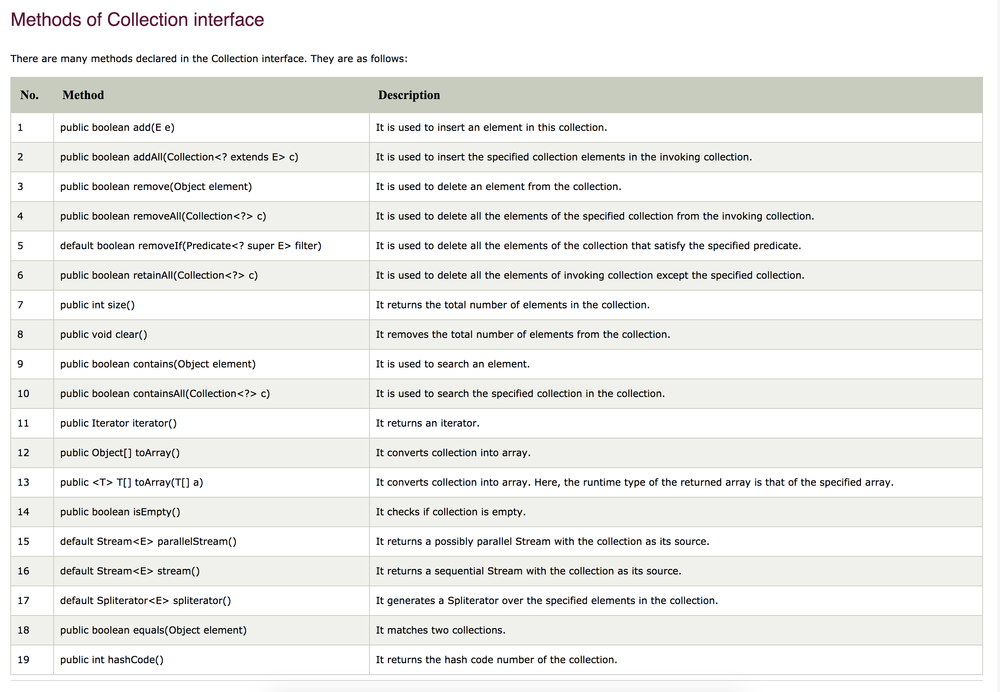 Methods of Collection interface
There are many methods declared in the Collection interface. They are as follows:
No. Method Description
1 public boolean add(E e) It is used to insert an element in this collection.
2 public boolean addAll(Collection<? extends E> c) It is used to insert the specified collection elements in the invoking collection.
3 public boolean remove(Object element) It is used to delete an element from the collection.
4 public boolean removeAll(Collection<?> c) It is used to delete all the elements of the specified collection from the invoking collection.
5 default boolean removeIf(Predicate<? super E> filter) It is used to delete all the elements of the collection that satisfy the specified predicate.
6 public boolean retainAll(Collection<?> c) It is used to delete all the elements of invoking collection except the specified collection.
7 public int size() It returns the total number of elements in the collection.
8 public void clear() It removes the total number of elements from the collection.
9 public boolean contains(Object element) It is used to search an element.
10 public boolean containsAll(Collection<?> c) It is used to search the specified collection in the collection.
11 public Iterator iterator() It returns an iterator.
12 public Object[] toArray() It converts collection into array.
13 public <T> T[] toArray(T[] a) It converts collection into array. Here, the runtime type of the returned array is that of the specified array.
14 public boolean isEmpty() It checks if collection is empty.
15 default Stream<E> parallelStream() It returns a possibly parallel Stream with the collection as its source.
16 default Stream<E> stream() It returns a sequential Stream with the collection as its source.
17 default Spliterator<E> spliterator() It generates a Spliterator over the specified elements in the collection.
18 public boolean equals(Object element) It matches two collections.
19 public int hashCode() It returns the hash code number of the collection.